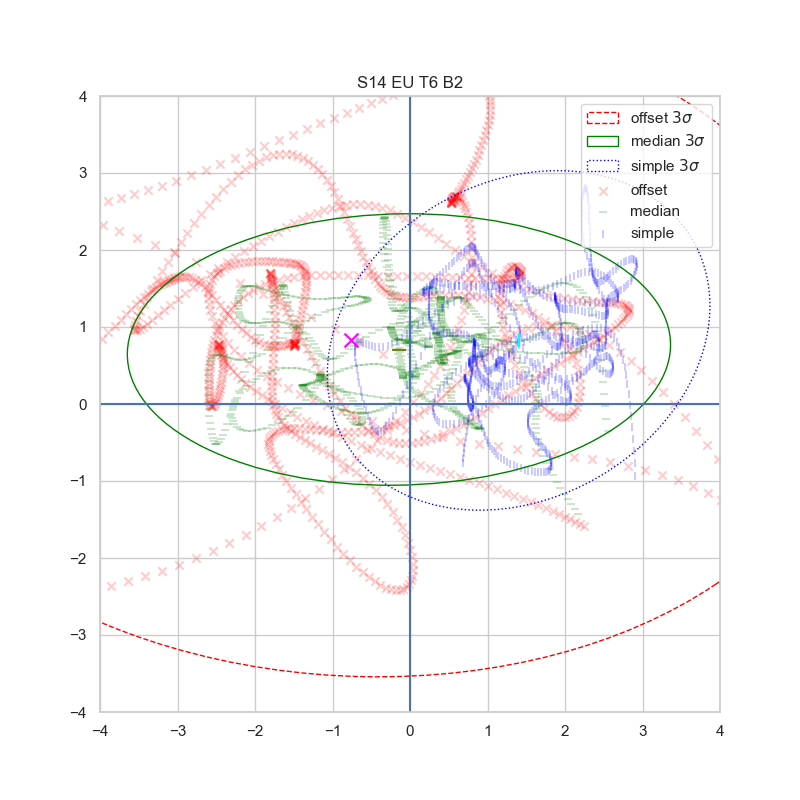 S14 EU T6 B2
offset 3σ
median 3σ
simple 3σ
offset
median
simple
4
3
2
1
0
−1
−2
−3
−4
−4 −3 −2 −1 0 1 2 3 4